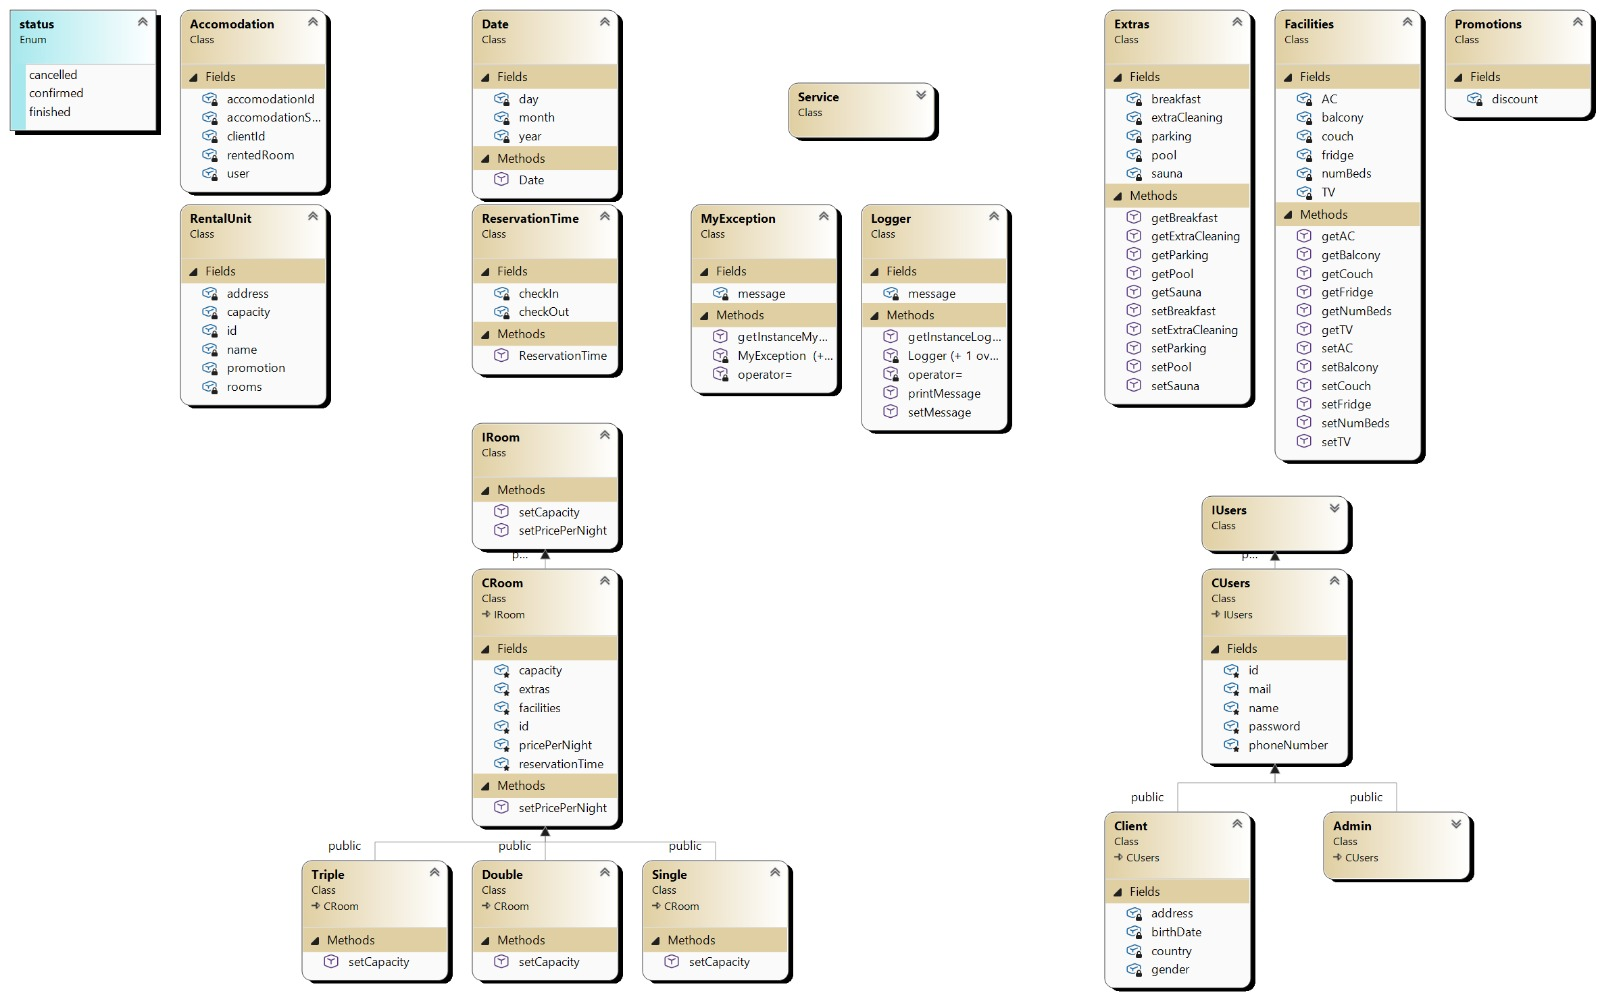 status
Enum
cancelled
confirmed
finished
Accomodation
Class
Fields
accomodationId
accomodationS...
clientId
rentedRoom
user
RentalUnit
Class
Fields
address
capacity
id
name
promotion
rooms
Date
Class
Fields
day
month
year
Methods
Date
ReservationTime
Class
Fields
checkIn
checkOut
Methods
ReservationTime
Service
Class
MyException
Class
Fields
message
Methods
getInstanceMy...
MyException (+...
operator=
Logger
Class
Fields
message
Methods
getInstanceLog...
Logger (+ 1 ov...
operator=
printMessage
setMessage
Extras
Class
Fields
breakfast
extraCleaning
parking
pool
sauna
Methods
getBreakfast
getExtraCleaning
getParking
getPool
getSauna
setBreakfast
setExtraCleaning
setParking
setPool
setSauna
Facilities
Class
Fields
AC
balcony
couch
fridge
numBeds
TV
Methods
getAC
getBalcony
getCouch
getFridge
getNumBeds
getTV
setAC
setBalcony
setCouch
setFridge
setNumBeds
setTV
Promotions
Class
Fields
discount
IRoom
Class
Methods
setCapacity
setPricePerNight
p...
CRoom
Class
IRoom
Fields
capacity
extras
facilities
id
pricePerNight
reservationTime
Methods
setPricePerNight
public
public
public
Triple
Class
CRoom
Methods
setCapacity
Double
Class
CRoom
Methods
setCapacity
Single
Class
CRoom
Methods
setCapacity
IUsers
Class
p...
CUsers
Class
IUsers
Fields
id
mail
name
password
phoneNumber
public
public
Client
Class
CUsers
Fields
address
birthDate
country
gender
Admin
Class
CUsers